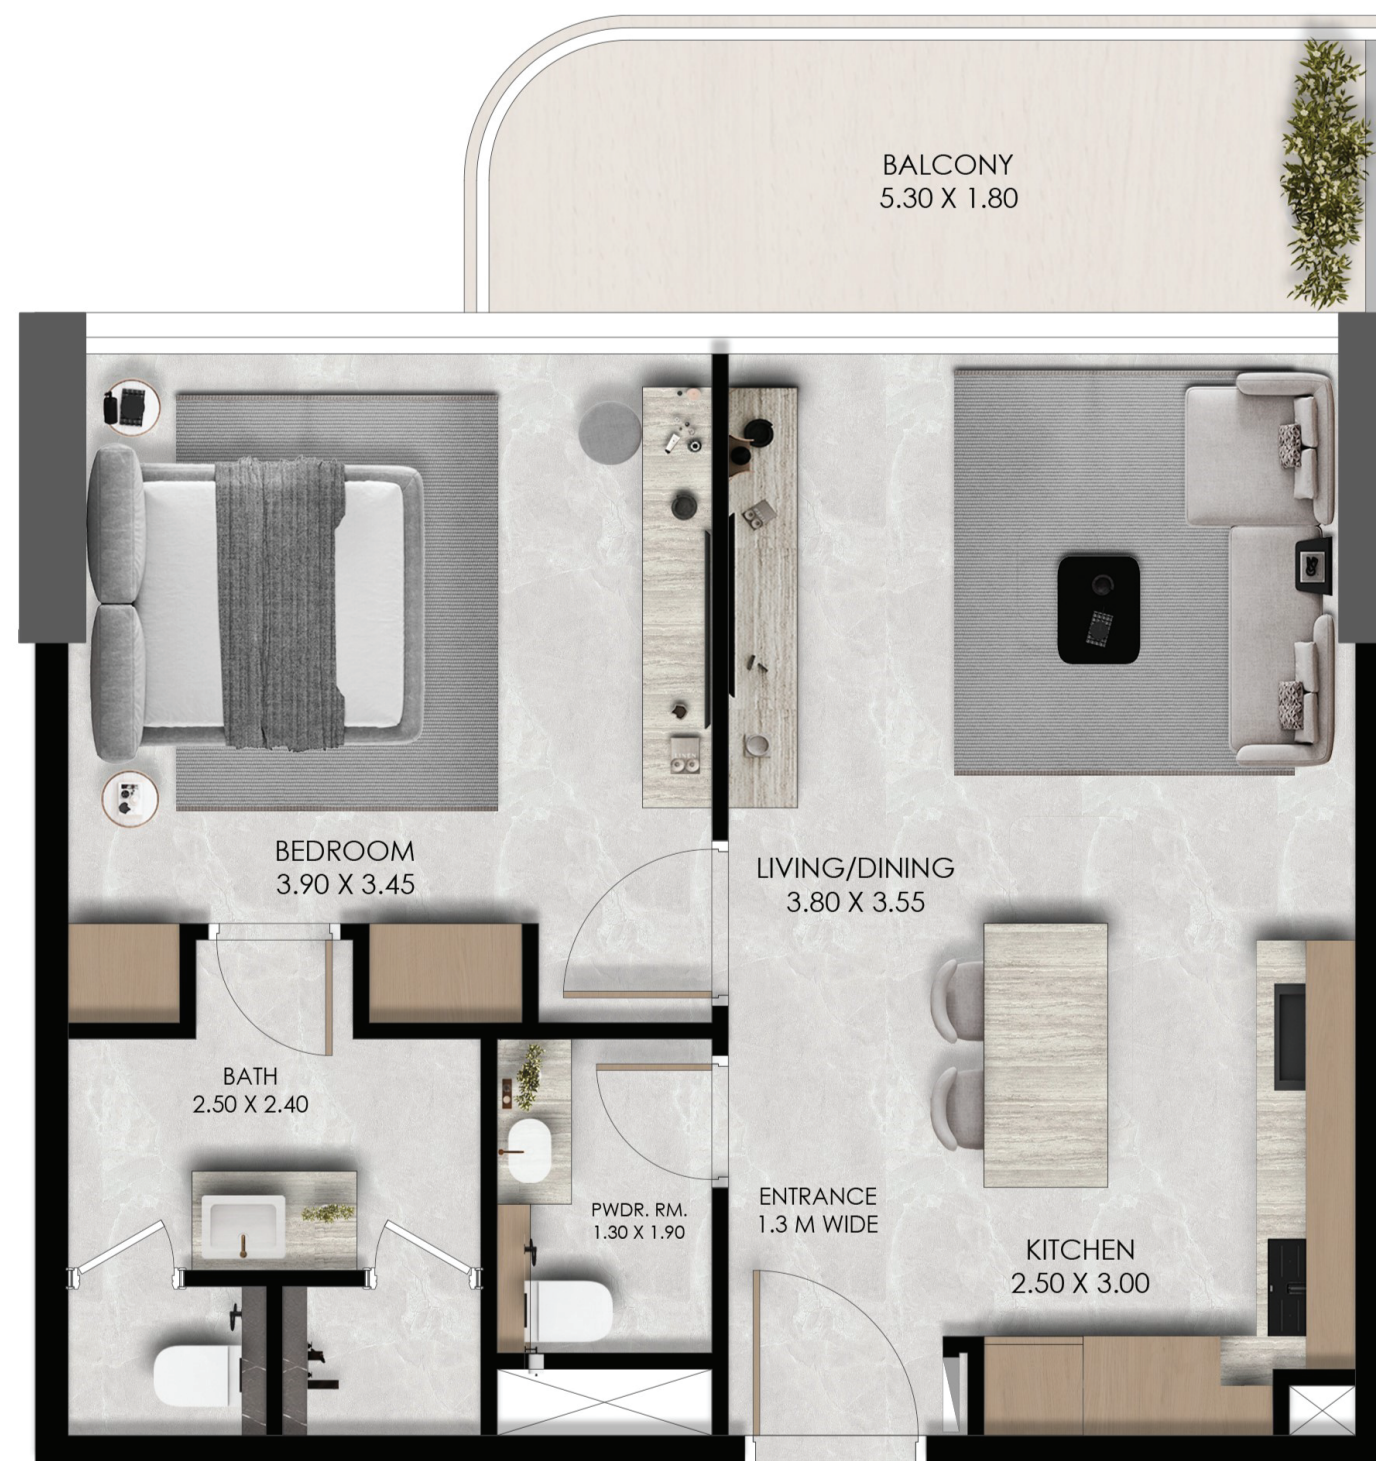 BALCONY
5.30 X 1.80
BEDROOM
3.90 X 3.45
LIVING/DINING
3.80 X 3.55
BATH
2.50 X 2.40
PWDR. RM.
1.30 X 1.90
ENTRANCE
1.3 M WIDE
KITCHEN
2.50 X 3.00